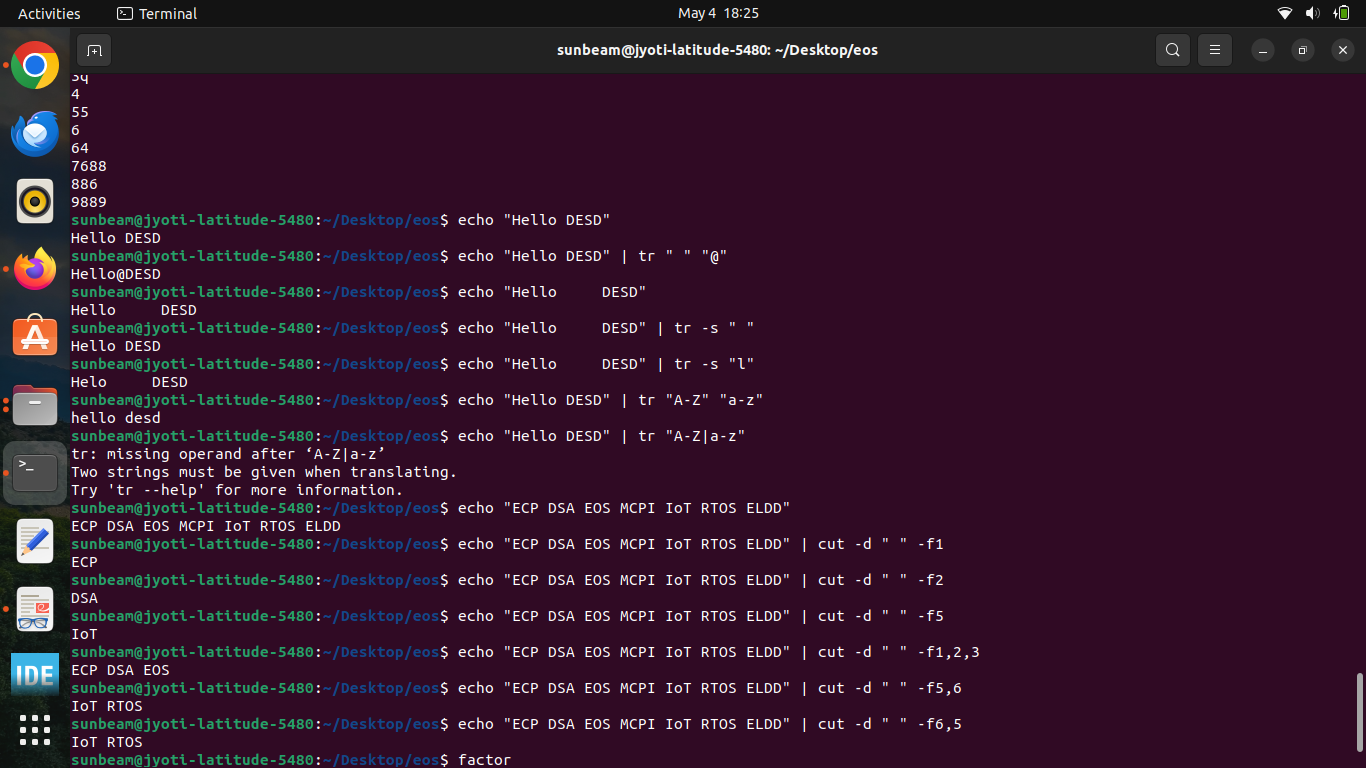 Activities
Terminal
May 4 18:25
sunbeam@jyoti-latitude-5480: ~/Desktop/eos
3q
4
55
6
64
7688
886
9889
sunbeam@jyoti-latitude-5480:~/Desktop/eos$ echo "Hello DESD"
Hello DESD
sunbeam@jyoti-latitude-5480:~/Desktop/eos$ echo "Hello DESD" | tr " " "@"
Hello@DESD
sunbeam@jyoti-latitude-5480:~/Desktop/eos$ echo "Hello     DESD"
Hello     DESD
sunbeam@jyoti-latitude-5480:~/Desktop/eos$ echo "Hello     DESD" | tr -s " "
Hello DESD
sunbeam@jyoti-latitude-5480:~/Desktop/eos$ echo "Hello     DESD" | tr -s "l"
Helo     DESD
sunbeam@jyoti-latitude-5480:~/Desktop/eos$ echo "Hello DESD" | tr "A-Z" "a-z"
hello desd
sunbeam@jyoti-latitude-5480:~/Desktop/eos$ echo "Hello DESD" | tr "A-Z|a-z"
tr: missing operand after ‘A-Z|a-z’
Two strings must be given when translating.
Try 'tr --help' for more information.
sunbeam@jyoti-latitude-5480:~/Desktop/eos$ echo "ECP DSA EOS MCPI IoT RTOS ELDD"
ECP DSA EOS MCPI IoT RTOS ELDD
sunbeam@jyoti-latitude-5480:~/Desktop/eos$ echo "ECP DSA EOS MCPI IoT RTOS ELDD" | cut -d " " -f1
ECP
sunbeam@jyoti-latitude-5480:~/Desktop/eos$ echo "ECP DSA EOS MCPI IoT RTOS ELDD" | cut -d " " -f2
DSA
sunbeam@jyoti-latitude-5480:~/Desktop/eos$ echo "ECP DSA EOS MCPI IoT RTOS ELDD" | cut -d " " -f5
IoT
sunbeam@jyoti-latitude-5480:~/Desktop/eos$ echo "ECP DSA EOS MCPI IoT RTOS ELDD" | cut -d " " -f1,2,3
ECP DSA EOS
sunbeam@jyoti-latitude-5480:~/Desktop/eos$ echo "ECP DSA EOS MCPI IoT RTOS ELDD" | cut -d " " -f5,6
IoT RTOS
sunbeam@jyoti-latitude-5480:~/Desktop/eos$ echo "ECP DSA EOS MCPI IoT RTOS ELDD" | cut -d " " -f6,5
IoT RTOS
sunbeam@jyoti-latitude-5480:~/Desktop/eos$ factor
IDE